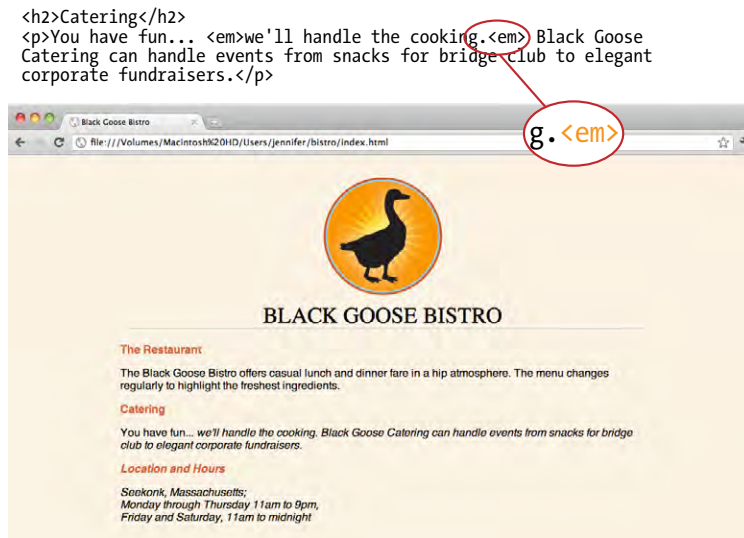 <h2>Catering</h2>
<p>You have fun... <em>we'll handle the cooking.<em> Black Goose
Catering can handle events from snacks for bridge club to elegant
corporate fundraisers.</p>
g.<em>
Black Goose Bistro
file:///Volumes/Macintosh%20HD/Users/jennifer/bistro/index.html
BLACK GOOSE BISTRO
The Restaurant
The Black Goose Bistro offers casual lunch and dinner fare in a hip atmosphere. The menu changes
regularly to highlight the freshest ingredients.
Catering
You have fun... we'll handle the cooking. Black Goose Catering can handle events from snacks for bridge
club to elegant corporate fundraisers.
Location and Hours
Seekonk, Massachusetts;
Monday through Thursday 11am to 9pm,
Friday and Saturday, 11am to midnight